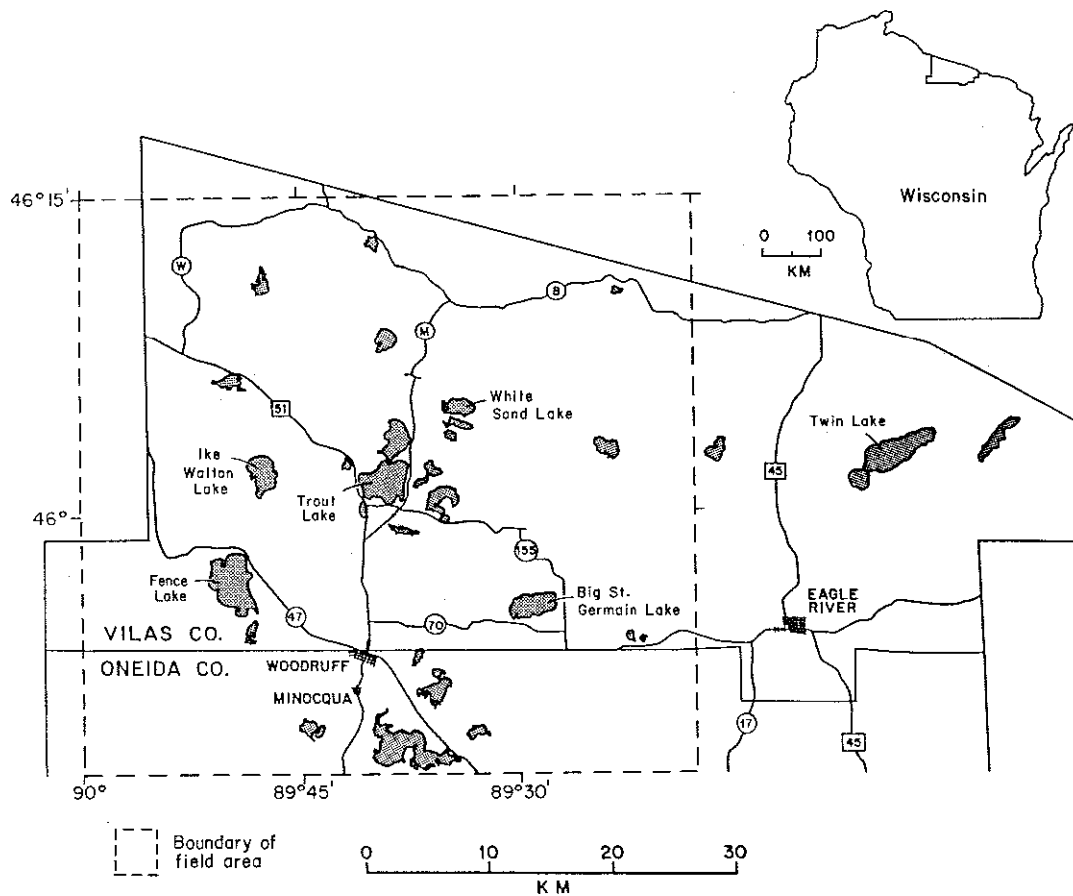 Wisconsin
0 100
KM
46°15'
W
B
M
White
Sand Lake
51
Twin Lake
Ike
Walton
Lake
45
Trout
Lake
46°
155
Fence
Lake
Big St.
Germain Lake
EAGLE
RIVER
47
70
VILAS CO.
ONEIDA CO.
WOODRUFF
MINOCQUA
17
45
90°
89°45'
89°30'
Boundary of
field area
0 10 20 30
KM